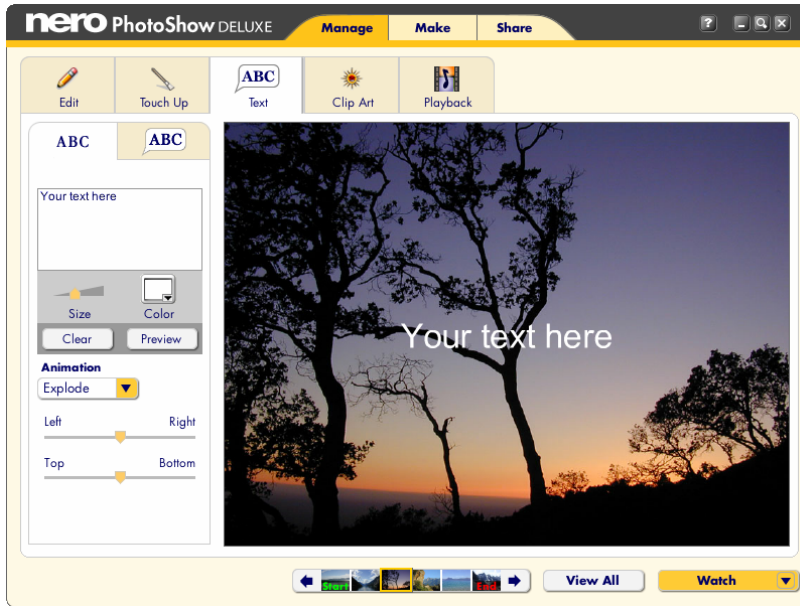 nero PhotoShow DELUXE
Manage
Make
Share
?
Edit
Touch Up
ABC
Text
Clip Art
Playback
ABC
ABC
Your text here
Size
Color
Clear
Preview
Animation
Explode
Left
Right
Top
Bottom
Your text here
Start
End
View All
Watch